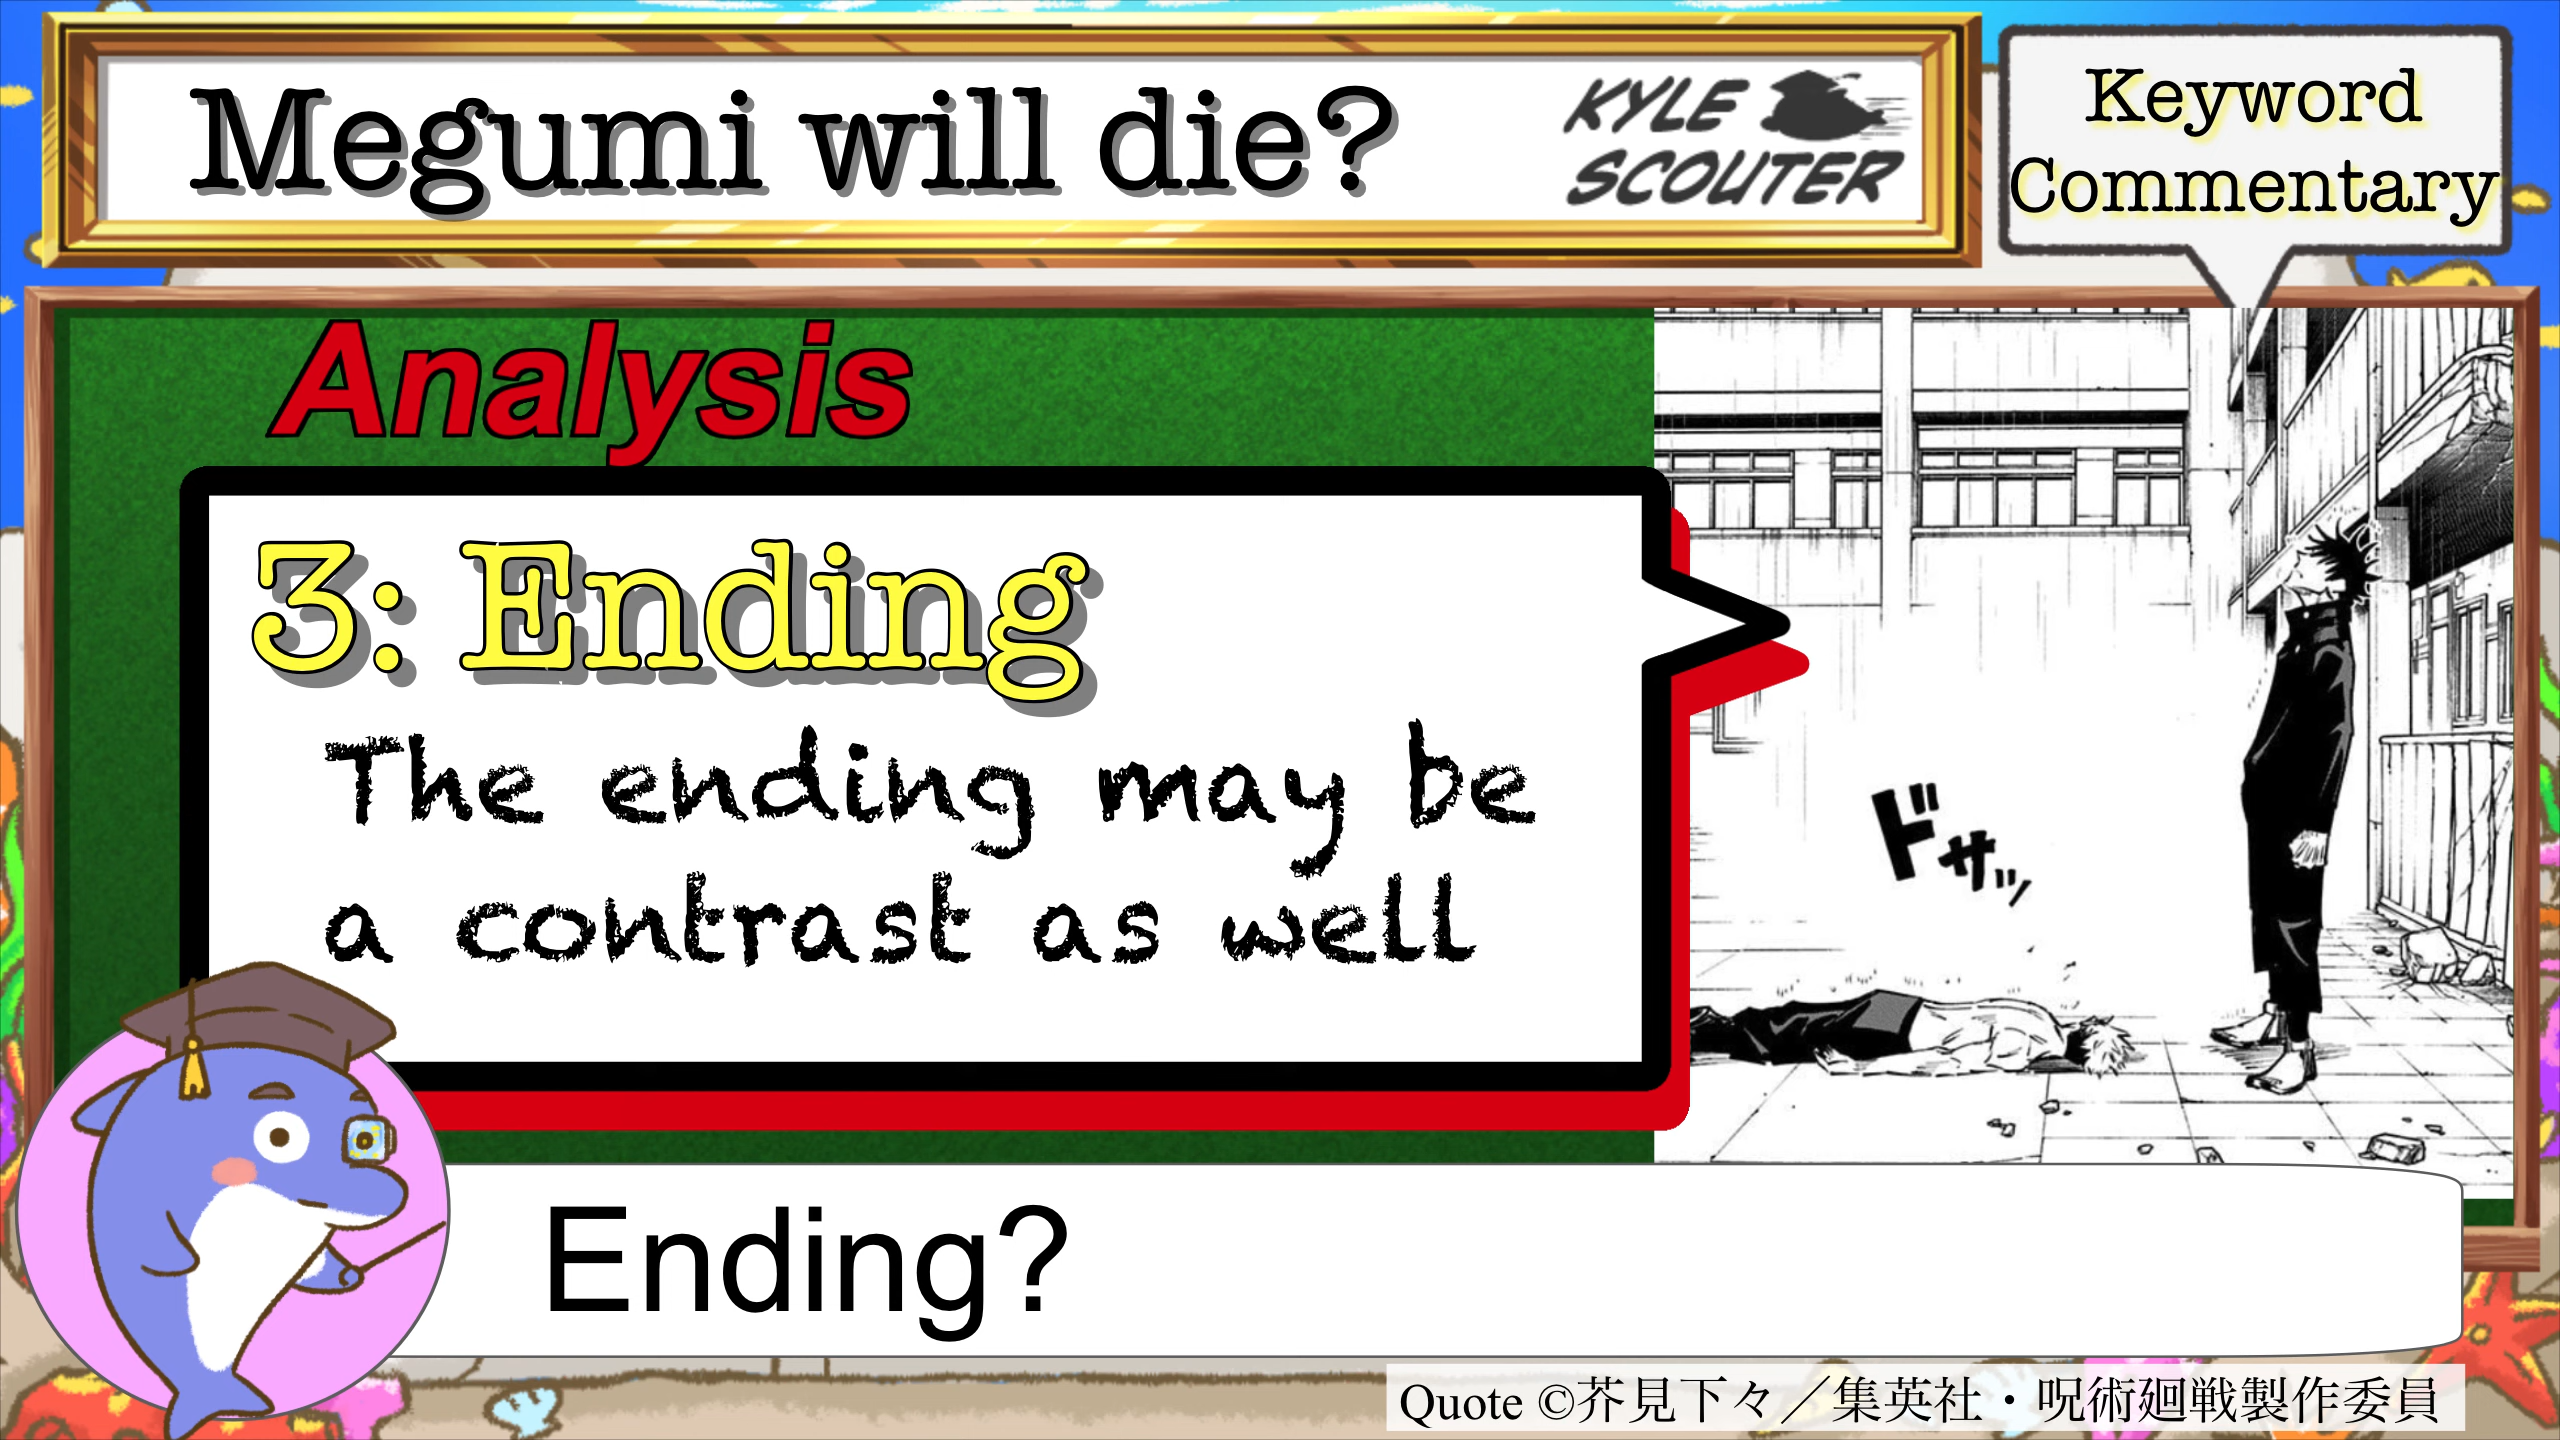 Megumi will die?
KYLE
SCOUTER
Keyword
Commentary
Analysis
3: Ending
The ending may be
a contrast as well
ドサッ
Ending?
Quote ©芥見下々／集英社・呪術廻戦製作委員